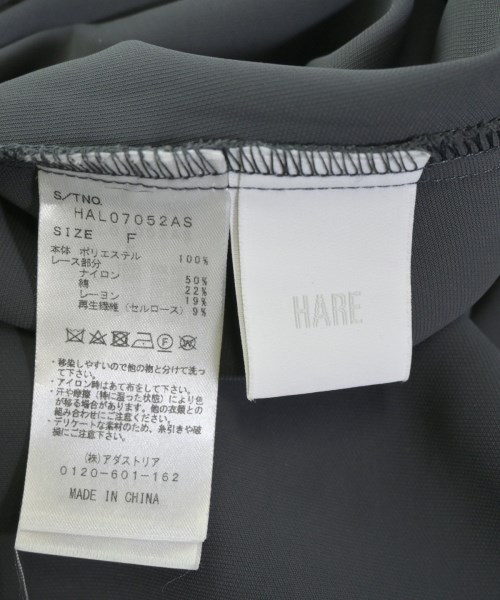 S/TNO.
HAL07052AS
SIZE F
本体 ポリエステル 100%
レース部分
ナイロン 50%
綿 22%
レーヨン 19%
再生繊維(セルロース) 9%
・移染しやすいので他の物と分けて洗っ
て下さい。
・アイロン時はあて布をして下さい。
・汗や摩擦(特に湿った状態)により色
が移る場合があります。他の衣服との
組み合わせにご注意ください。
・デリケートな素材のため、糸引きや破
損にご注意下さい。
(株)アダストリア
0120-601-162
MADE IN CHINA
HARE